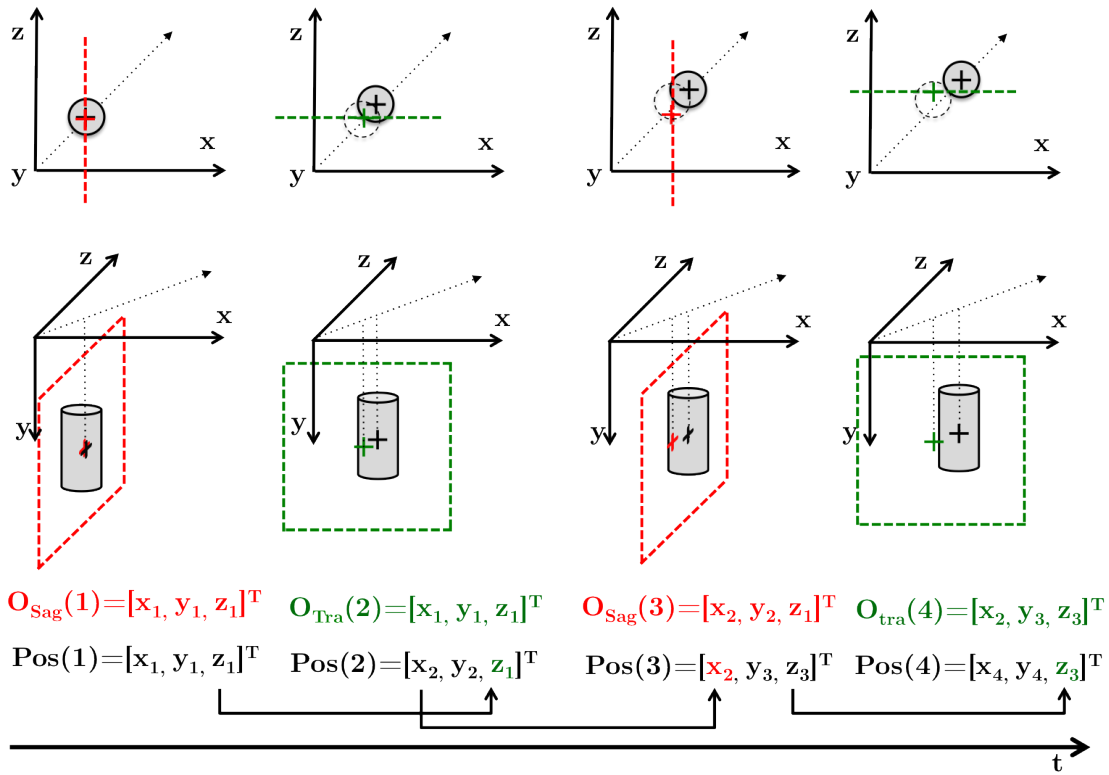 z z z z
x x x x
y y y y
z z z z
x x x x
y y y y
O_Sag(1)=[x_1, y_1, z_1]^T O_Tra(2)=[x_1, y_1, z_1]^T O_Sag(3)=[x_2, y_2, z_1]^T O_tra(4)=[x_2, y_3, z_3]^T
Pos(1)=[x_1, y_1, z_1]^T Pos(2)=[x_2, y_2, z_1]^T Pos(3)=[x_2, y_3, z_3]^T Pos(4)=[x_4, y_4, z_3]^T
t